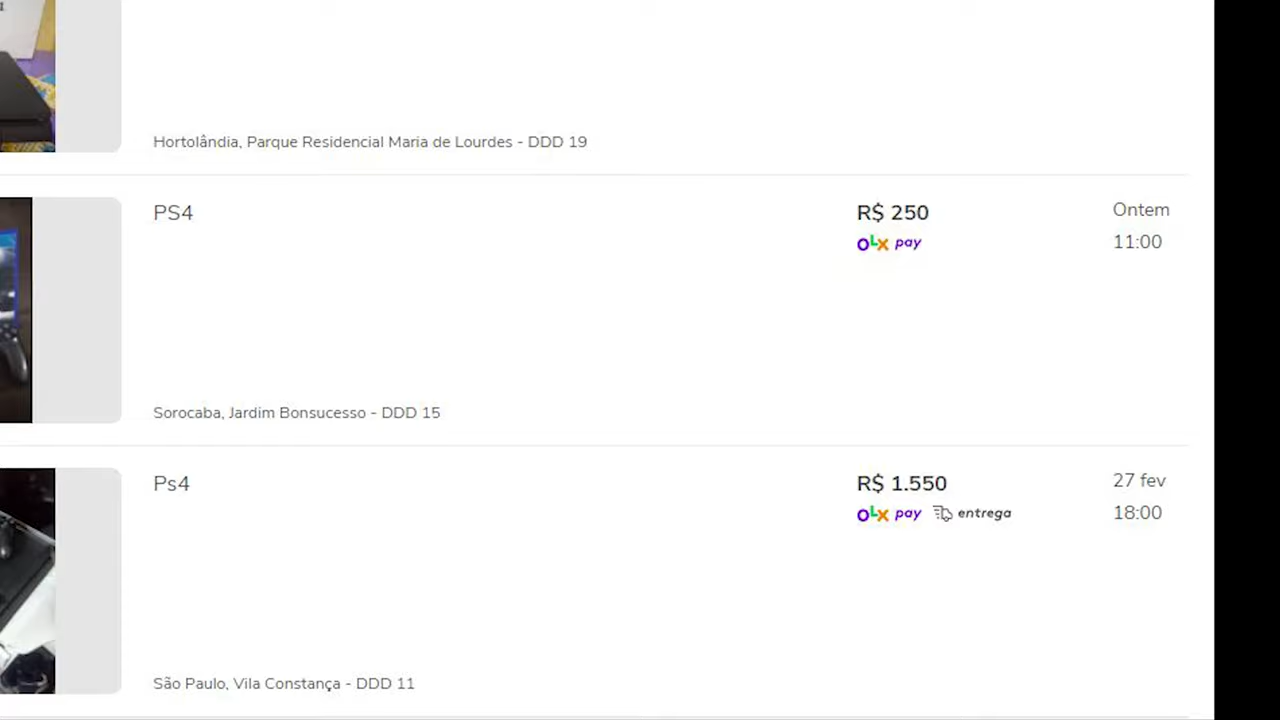 Hortolândia, Parque Residencial Maria de Lourdes - DDD 19
PS4
R$ 250
Ontem
OLX pay
11:00
Sorocaba, Jardim Bonsucesso - DDD 15
Ps4
R$ 1.550
27 fev
OLX pay entrega
18:00
São Paulo, Vila Constança - DDD 11